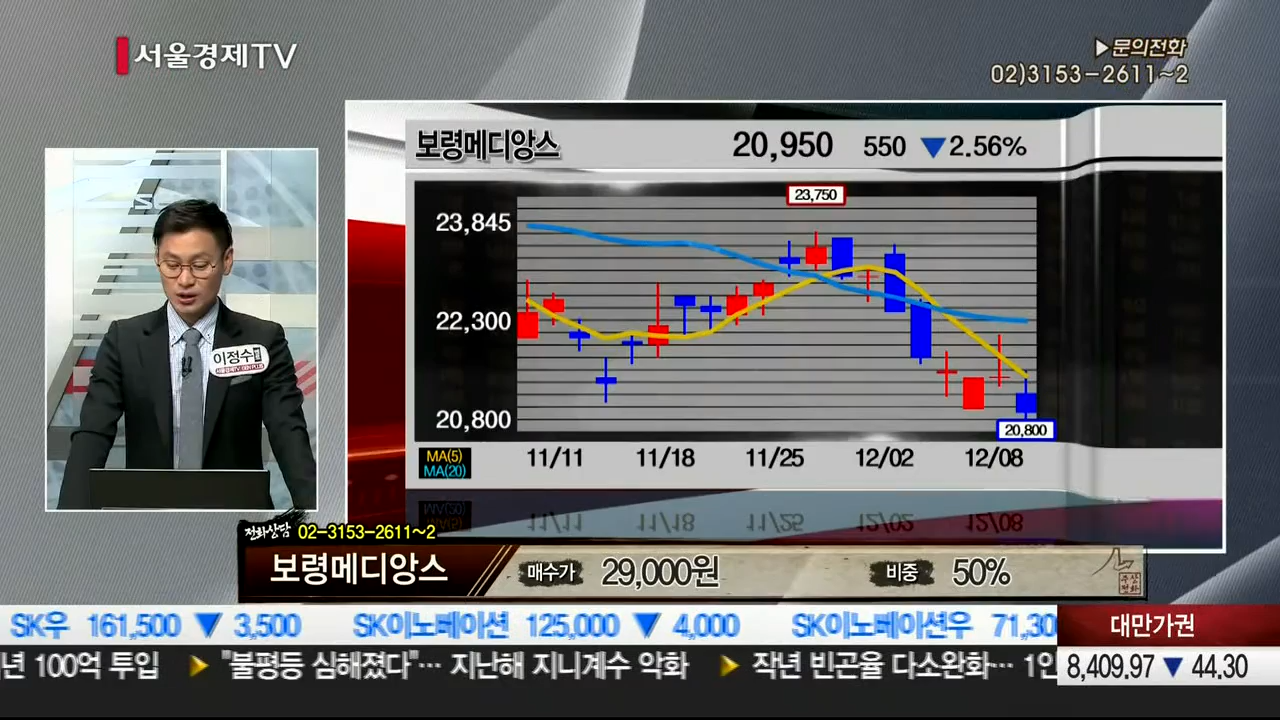 서울경제TV
▶문의전화
02)3153-2611~2
보령메디앙스 20,950 550 ▼2.56%
23,750
23,845
22,300
20,800
20,800
MA(5)
MA(20)
11/11 11/18 11/25 12/02 12/08
이정수
전화상담 02-3153-2611~2
보령메디앙스 매수가 29,000원 비중 50%
SK우 161,500 ▼ 3,500 SK이노베이션 125,000 ▼ 4,000 SK이노베이션우 71,30
대만가권
년 100억 투입 ▶ "불평등 심해졌다"… 지난해 지니계수 악화 ▶ 작년 빈곤율 다소완화… 1인
8,409.97 ▼ 44.30